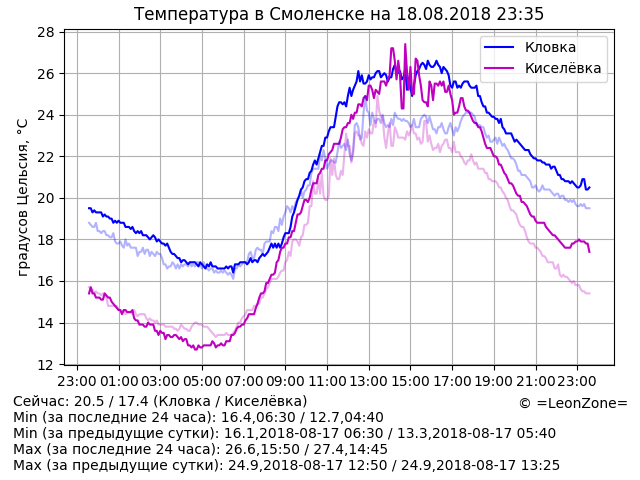 Температура в Смоленске на 18.08.2018 23:35
Кловка
Киселёвка
градусов Цельсия, °C
28
26
24
22
20
18
16
14
12
23:00 01:00 03:00 05:00 07:00 09:00 11:00 13:00 15:00 17:00 19:00 21:00 23:00
Сейчас: 20.5 / 17.4 (Кловка / Киселёвка)
© =LeonZone=
Min (за последние 24 часа): 16.4,06:30 / 12.7,04:40
Min (за предыдущие сутки): 16.1,2018-08-17 06:30 / 13.3,2018-08-17 05:40
Max (за последние 24 часа): 26.6,15:50 / 27.4,14:45
Max (за предыдущие сутки): 24.9,2018-08-17 12:50 / 24.9,2018-08-17 13:25